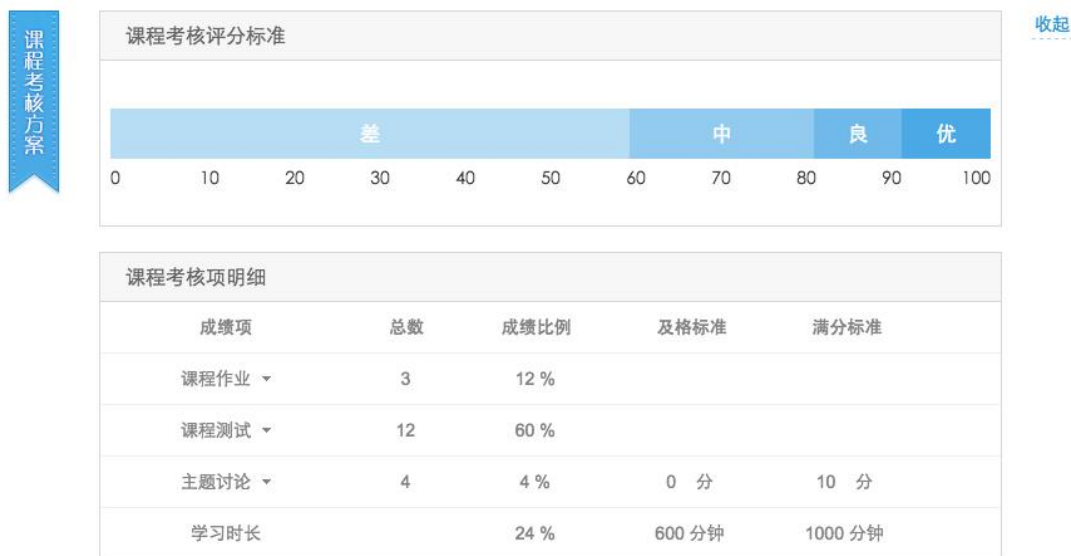 课程考核方案
课程考核评分标准
收起
差 中 良 优
0 10 20 30 40 50 60 70 80 90 100
课程考核项明细
成绩项 总数 成绩比例 及格标准 满分标准
课程作业 3 12 %
课程测试 12 60 %
主题讨论 4 4 % 0 分 10 分
学习时长 24 % 600 分钟 1000 分钟